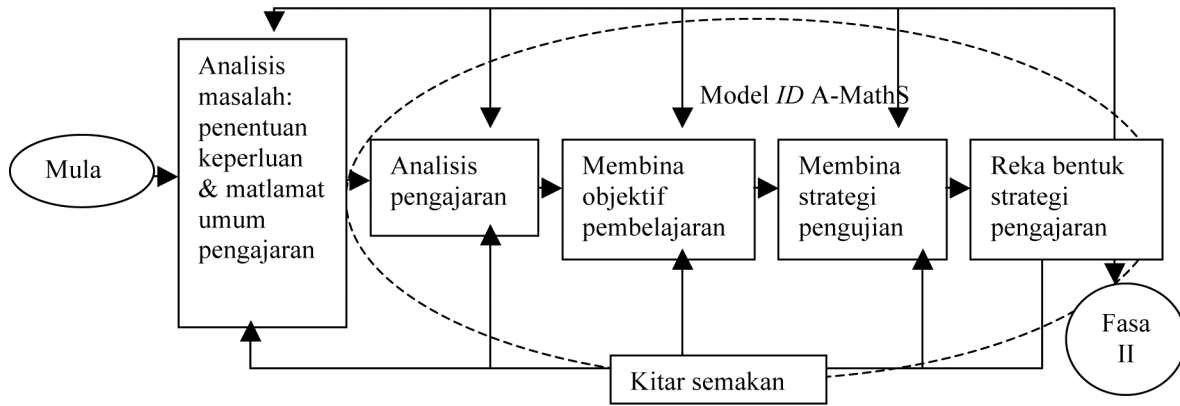 Mula
Analisis
masalah:
penentuan
keperluan
& matlamat
umum
pengajaran
Model ID A-MathS
Analisis
pengajaran
Membina
objektif
pembelajaran
Membina
strategi
pengujian
Reka bentuk
strategi
pengajaran
Fasa
II
Kitar semakan